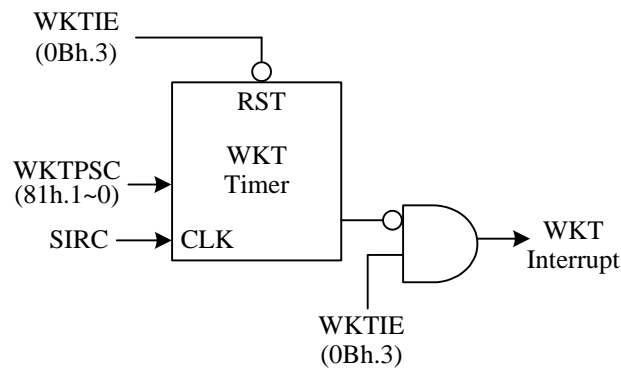 WKTIE
(0Bh.3)
RST
WKT
Timer
WKTPSC
(81h.1~0)
SIRC
CLK
WKT
Interrupt
WKTIE
(0Bh.3)